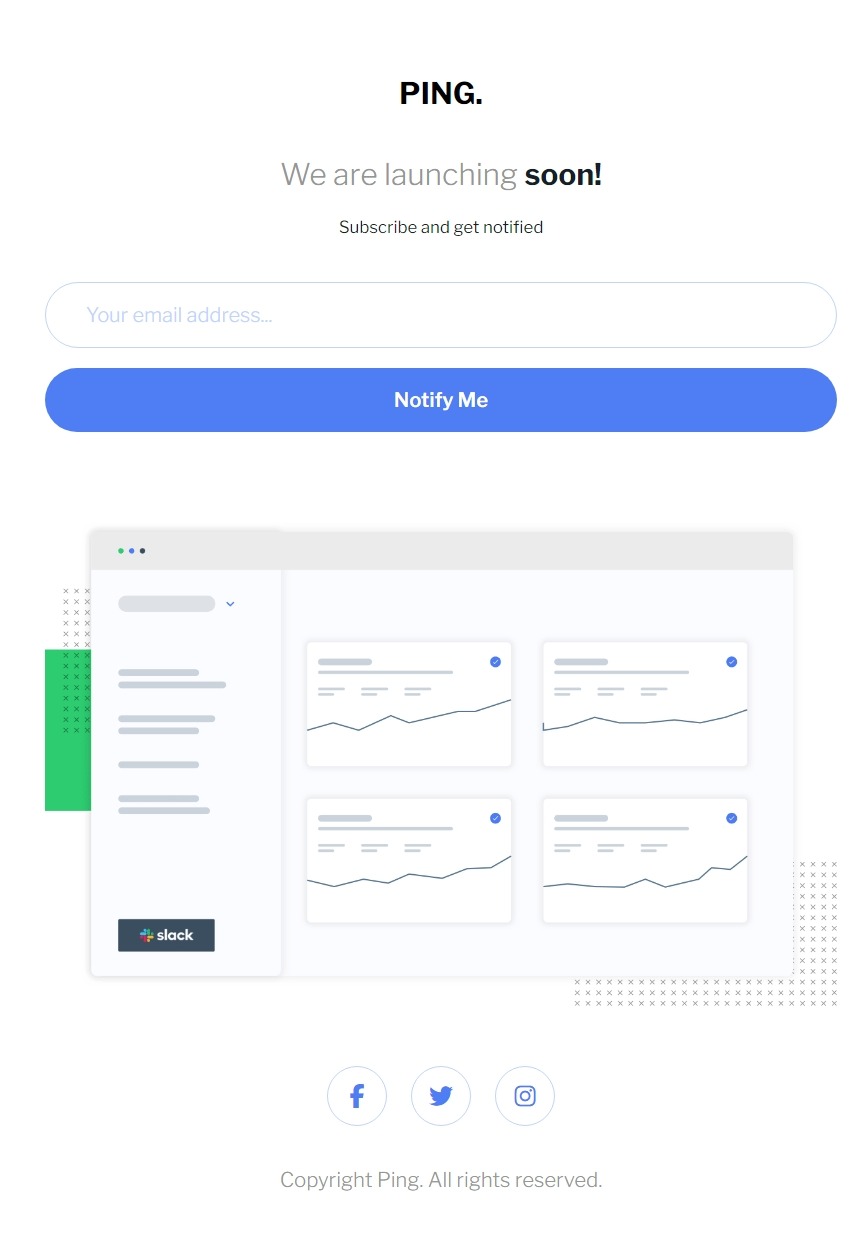 PING.
We are launching soon!
Subscribe and get notified
Your email address...
Notify Me
slack
Copyright Ping. All rights reserved.